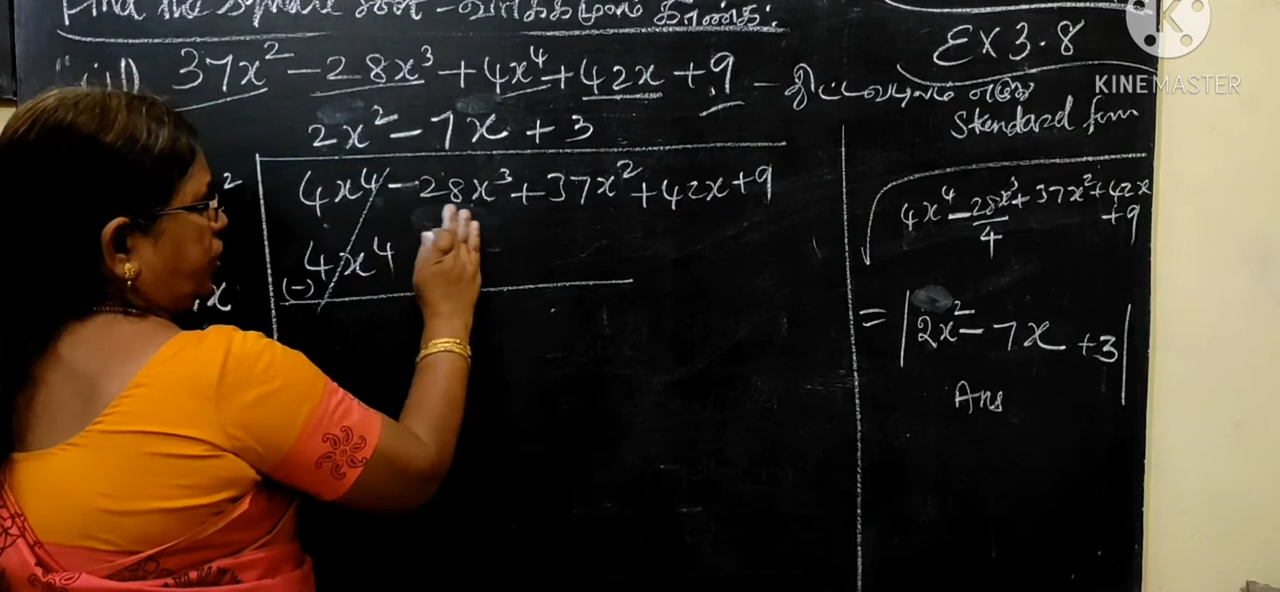 Find the square root - வர்க்கமூலம் காண்க:
37x² - 28x³ + 4x⁴ + 42x + 9 -
EX 3.8
K
KINEMASTER
Standard form
2x² - 7x + 3
4x⁴ - 28x³ + 37x² + 42x + 9
(-) 4x⁴
4x⁴ - 28x³ + 37x² + 42x
4
+9
= |2x² - 7x + 3|
Ans